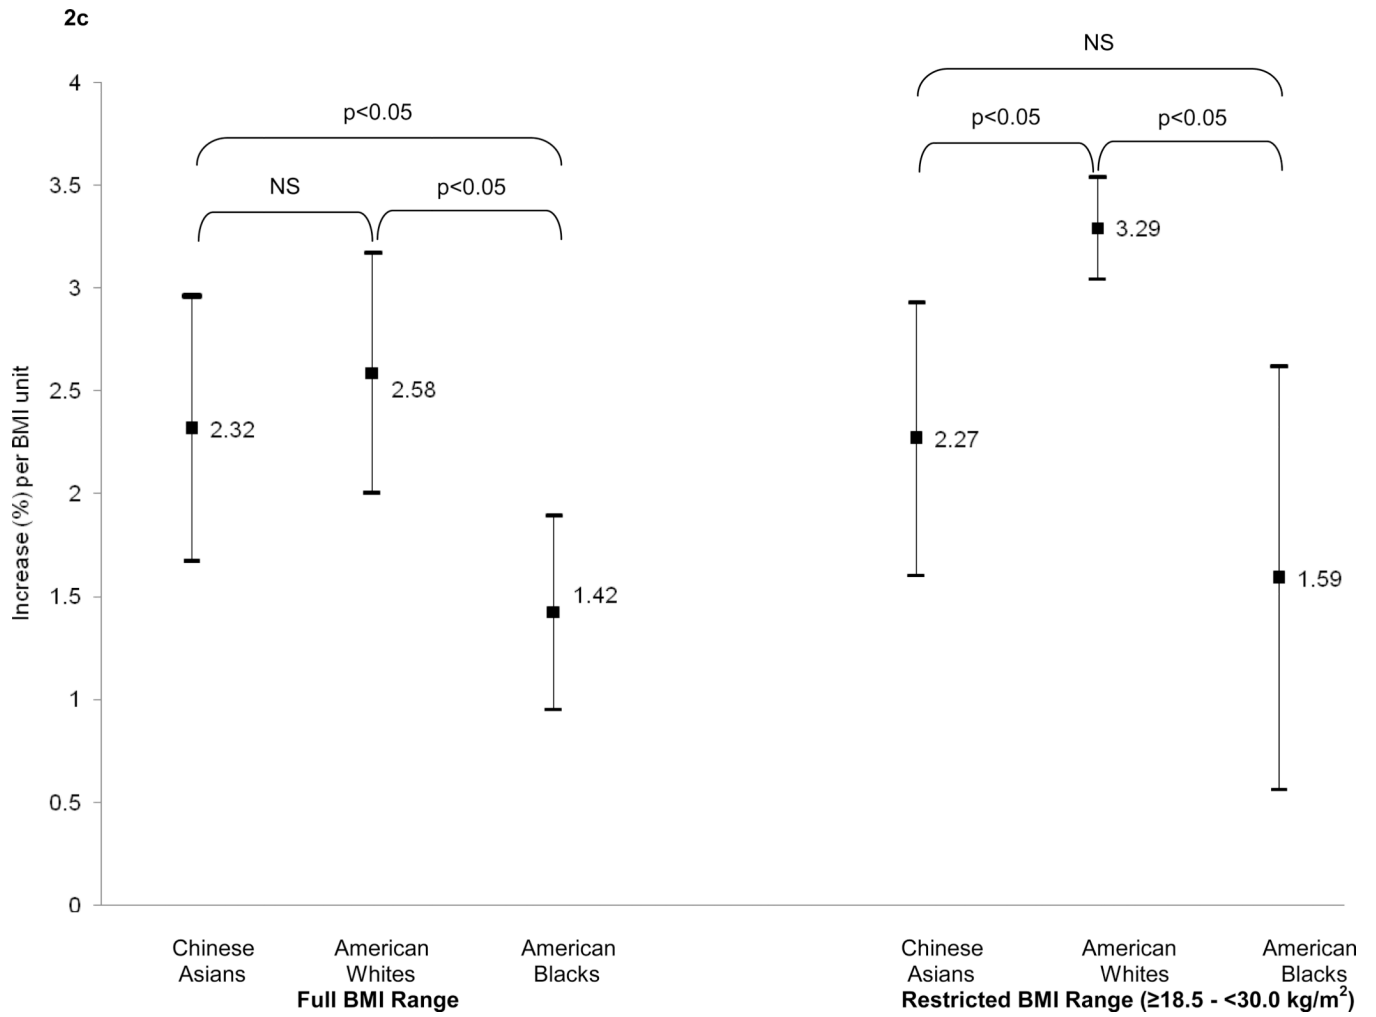 2c
NS
p<0.05
p<0.05
p<0.05
NS
p<0.05
4
3.5
3
2.5
2
1.5
1
0.5
0
Increase (%) per BMI unit
2.32
2.58
1.42
2.27
3.29
1.59
Chinese
Asians
American
Whites
American
Blacks
Full BMI Range
Chinese
Asians
American
Whites
American
Blacks
Restricted BMI Range (≥18.5 - <30.0 kg/m²)